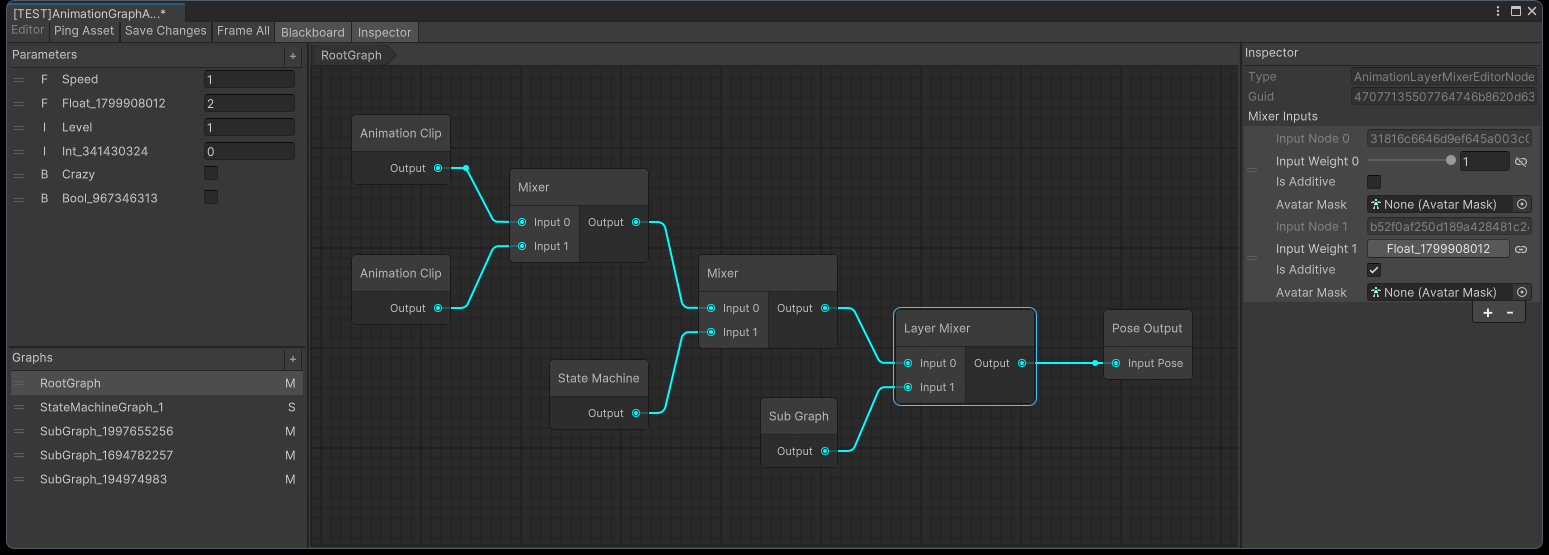 [TEST]AnimationGraphA...*
Editor Ping Asset Save Changes Frame All Blackboard Inspector
Parameters +
F Speed 1
F Float_1799908012 2
I Level 1
I Int_341430324 0
B Crazy
B Bool_967346313
Graphs +
RootGraph M
StateMachineGraph_1 S
SubGraph_1997655256 M
SubGraph_1694782257 M
SubGraph_194974983 M
RootGraph
Animation Clip
Output
Mixer
Input 0 Output
Input 1
Animation Clip
Output
Mixer
Input 0 Output
Input 1
State Machine
Output
Layer Mixer
Input 0 Output
Input 1
Sub Graph
Output
Pose Output
Input Pose
Inspector
Type AnimationLayerMixerEditorNode
Guid 47077135507764746b8620d63
Mixer Inputs
Input Node 0 31816c6646d9ef645a003c0
Input Weight 0 1
Is Additive
Avatar Mask None (Avatar Mask)
Input Node 1 b52f0af250d189a428481c24
Input Weight 1 Float_1799908012
Is Additive
Avatar Mask None (Avatar Mask)
+ -